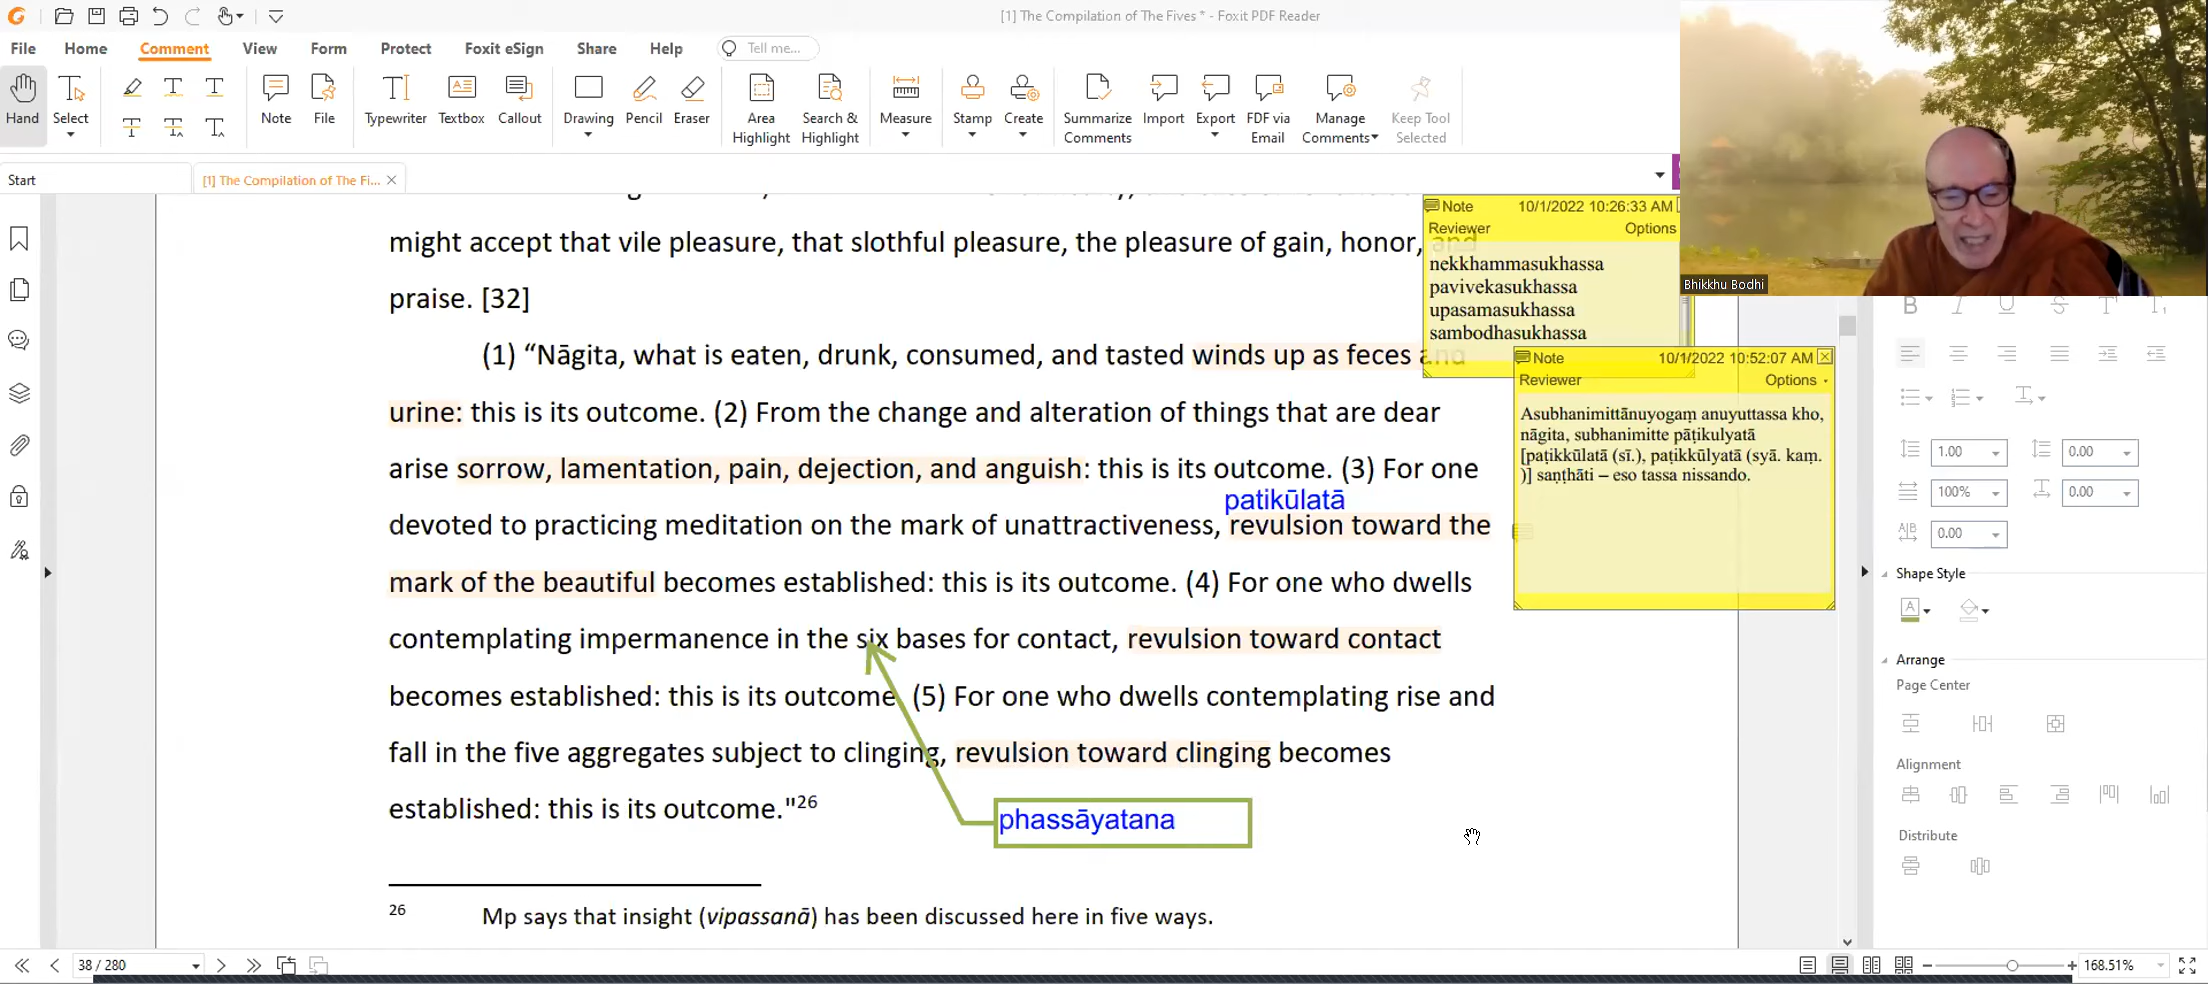 [1] The Compilation of The Fives * - Foxit PDF Reader
File Home Comment View Form Protect Foxit eSign Share Help Tell me...
Hand Select Note File Typewriter Textbox Callout Drawing Pencil Eraser Area Highlight Search & Highlight Measure Stamp Create Summarize Comments Import Export FDF via Email Manage Comments Keep Tool Selected
Start [1] The Compilation of The Fi...
might accept that vile pleasure, that slothful pleasure, the pleasure of gain, honor, and
praise. [32]
(1) “Nāgita, what is eaten, drunk, consumed, and tasted winds up as feces and
urine: this is its outcome. (2) From the change and alteration of things that are dear
arise sorrow, lamentation, pain, dejection, and anguish: this is its outcome. (3) For one
patikūlatā
devoted to practicing meditation on the mark of unattractiveness, revulsion toward the
mark of the beautiful becomes established: this is its outcome. (4) For one who dwells
contemplating impermanence in the six bases for contact, revulsion toward contact
becomes established: this is its outcome. (5) For one who dwells contemplating rise and
fall in the five aggregates subject to clinging, revulsion toward clinging becomes
established: this is its outcome."26
phassāyatana
26 Mp says that insight (vipassanā) has been discussed here in five ways.
Note 10/1/2022 10:26:33 AM
Reviewer Options
nekkhammasukhassa
pavivekasukhassa
upasamasukhassa
sambodhasukhassa
Note 10/1/2022 10:52:07 AM
Reviewer Options
Asubhanimittānuyogaṃ anuyuttassa kho,
nāgita, subhanimitte pāṭikulyatā
[paṭikkūlatā (sī.), paṭikkūlyatā (syā. kaṃ.
)] saṇṭhāti – eso tassa nissando.
Bhikkhu Bodhi
1.00 0.00
100% 0.00
0.00
Shape Style
Arrange
Page Center
Alignment
Distribute
38 / 280
168.51%